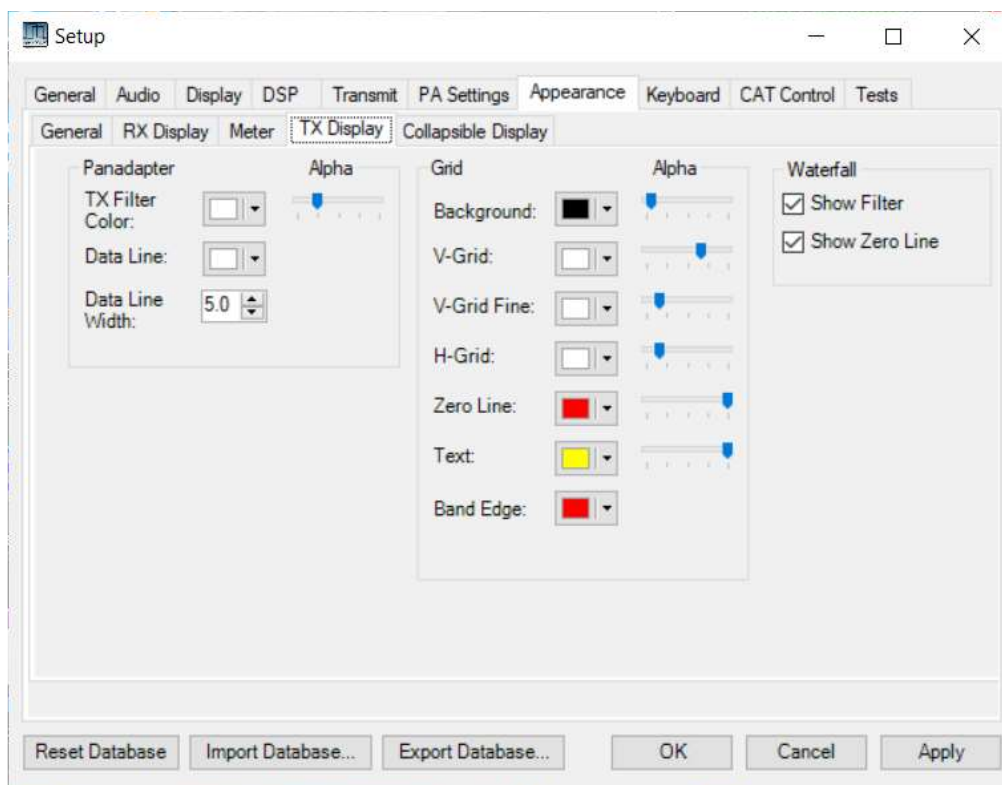 Setup
General Audio Display DSP Transmit PA Settings Appearance Keyboard CAT Control Tests
General RX Display Meter TX Display Collapsible Display
Panadapter Alpha
TX Filter
Color:
Data Line:
Data Line
Width:
5.0
Grid Alpha
Background:
V-Grid:
V-Grid Fine:
H-Grid:
Zero Line:
Text:
Band Edge:
Waterfall
Show Filter
Show Zero Line
Reset Database Import Database... Export Database... OK Cancel Apply